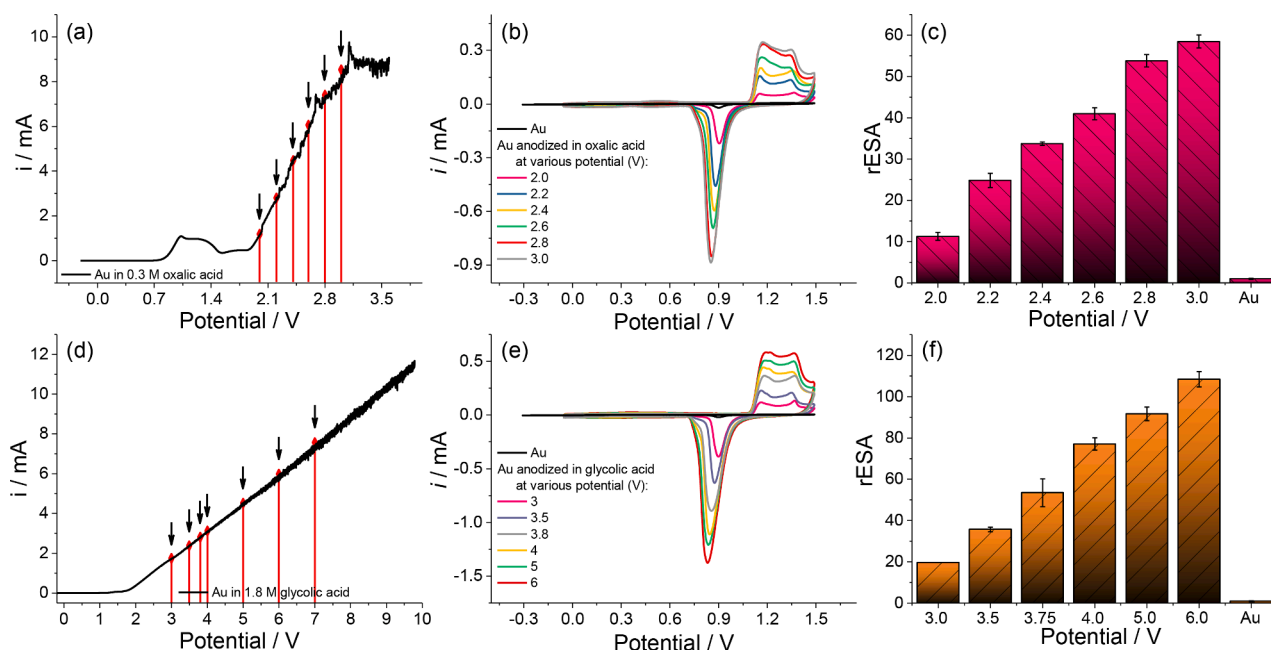 (a)
i / mA
10
8
6
4
2
0
Au in 0.3 M oxalic acid
0.0 0.7 1.4 2.1 2.8 3.5
Potential / V
(b)
i / mA
0.3
0.0
-0.3
-0.6
-0.9
Au
Au anodized in oxalic acid
at various potential (V):
2.0
2.2
2.4
2.6
2.8
3.0
-0.3 0.0 0.3 0.6 0.9 1.2 1.5
Potential / V
(c)
rESA
60
50
40
30
20
10
0
2.0 2.2 2.4 2.6 2.8 3.0 Au
Potential / V
(d)
i / mA
12
10
8
6
4
2
0
Au in 1.8 M glycolic acid
0 1 2 3 4 5 6 7 8 9 10
Potential / V
(e)
i / mA
0.5
0.0
-0.5
-1.0
-1.5
Au
Au anodized in glycolic acid
at various potential (V):
3
3.5
3.8
4
5
6
-0.3 0.0 0.3 0.6 0.9 1.2 1.5
Potential / V
(f)
rESA
120
100
80
60
40
20
0
3.0 3.5 3.75 4.0 5.0 6.0 Au
Potential / V